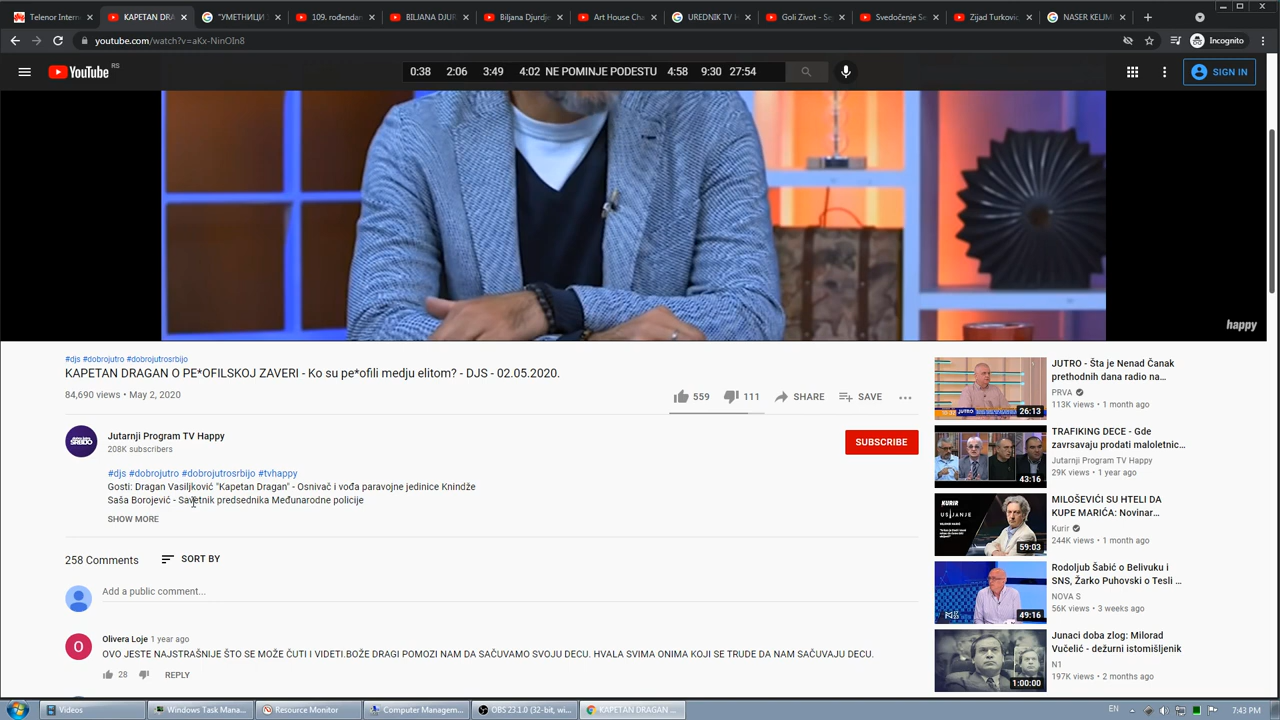 Telenor Intern
KAPETAN DRA
"УМЕТНИЦИ
109. rođendan
BILJANA DJU
Biljana Djordje
Art House Cha
UREDNIK TV H
Goli Zivot - Sa
Svedočenje Se
Zijad Turkovic
NASER KELJM
youtube.com/watch?v=aKx-NinOIn8
Incognito
YouTube RS
0:38 2:06 3:49 4:02 NE POMINJE PODESTU 4:58 9:30 27:54
SIGN IN
happy
#djs #dobrojutro #dobrojutrosrbijo
KAPETAN DRAGAN O PE*OFILSKOJ ZAVERI - Ko su pe*ofili medju elitom? - DJS - 02.05.2020.
84,690 views • May 2, 2020
559
111
SHARE
SAVE
Jutarnji Program TV Happy
208K subscribers
SUBSCRIBE
#djs #dobrojutro #dobrojutrosrbijo #tvhappy
Gosti: Dragan Vasiljković "Kapetan Dragan" - Osnivač i vođa paravojne jedinice Knindže
Saša Borojević - Savetnik predsednika Međunarodne policije
SHOW MORE
258 Comments
SORT BY
Add a public comment...
O
Olivera Loje 1 year ago
OVO JESTE NAJSTRAŠNIJE ŠTO SE MOŽE ČUTI I VIDETI.BOŽE DRAGI POMOZI NAM DA SAČUVAMO SVOJU DECU. HVALA SVIMA ONIMA KOJI SE TRUDE DA NAM SAČUVAJU DECU.
28
REPLY
JUTRO - Šta je Nenad Čanak
prethodnih dana radio na…
PRVA
113K views • 1 month ago
26:13
TRAFIKING DECE - Gde
zavrsavaju prodati maloletnic…
Jutarnji Program TV Happy
29K views • 1 year ago
43:16
MILOŠEVIĆI SU HTELI DA
KUPE MARIĆA: Novinar…
Kurir
244K views • 1 month ago
KURIR
USIJANJE
59:03
Rodoljub Šabić o Belivuku i
SNS, Žarko Puhovski o Tesli …
NOVA S
56K views • 3 weeks ago
49:16
Junaci doba zlog: Milorad
Vučelić - dežurni istomišljenik
N1
197K views • 2 months ago
1:00:00
Videos
Windows Task Mana...
Resource Monitor
Computer Managem...
OBS 23.1.0 (32-bit, wi...
KAPETAN DRAGAN ...
EN
7:43 PM